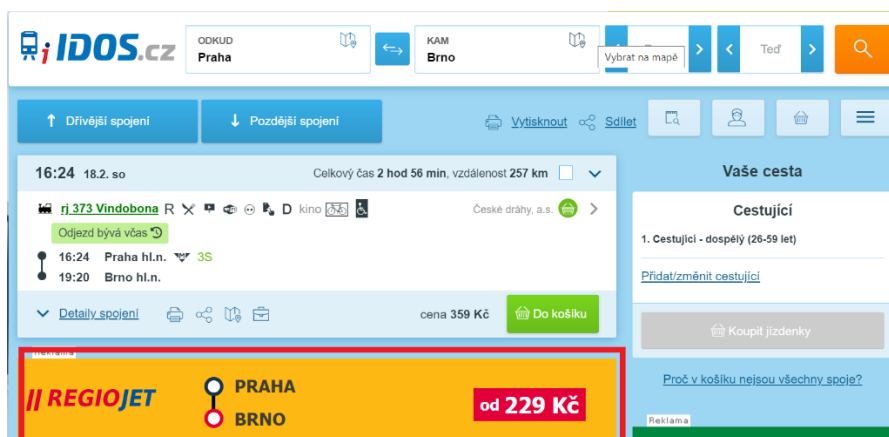 IDOS.cz
ODKUD
Praha
KAM
Brno
Vybrat na mapě
Teď
Dřívější spojení
Pozdější spojení
Vytisknout
Sdílet
16:24 18.2. so
Celkový čas 2 hod 56 min, vzdálenost 257 km
rj 373 Vindobona R D kino
České dráhy, a.s.
Odjezd bývá včas
16:24 Praha hl.n. 3S
19:20 Brno hl.n.
Detaily spojení
cena 359 Kč
Do košíku
Vaše cesta
Cestující
1. Cestující - dospělý (26-59 let)
Přidat/změnit cestující
Koupit jízdenky
Proč v košíku nejsou všechny spoje?
Reklama
REGIOJET
PRAHA
BRNO
od 229 Kč
Reklama